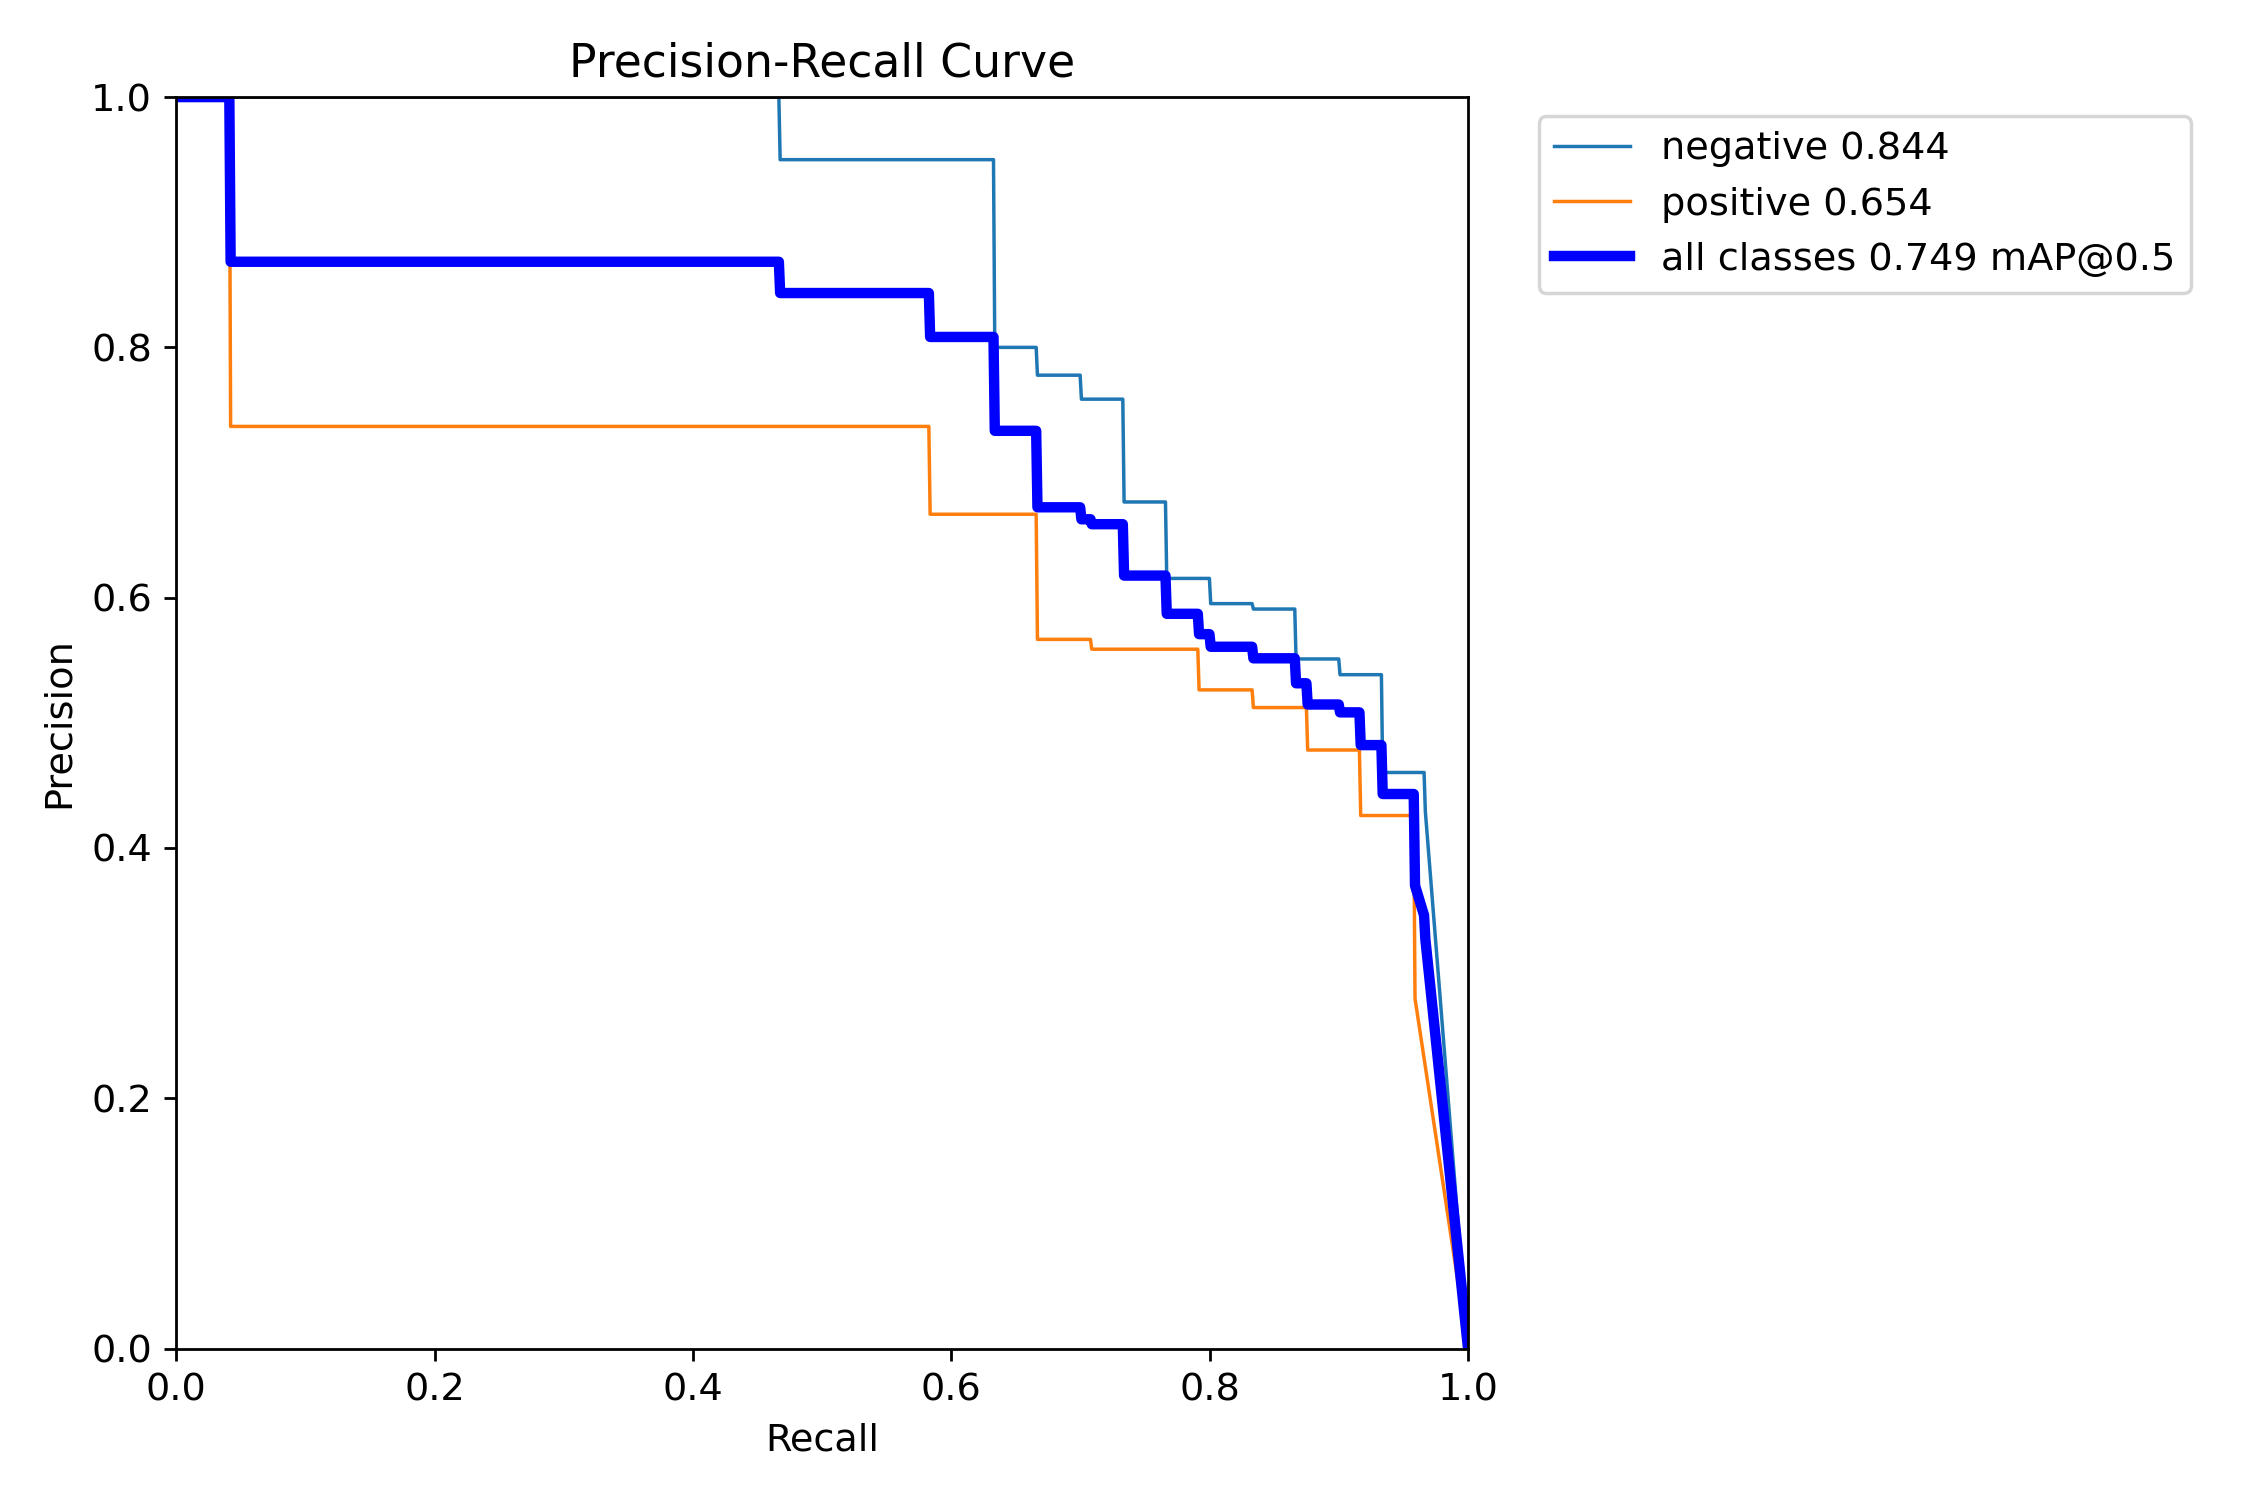 Precision-Recall Curve
1.0
0.8
0.6
0.4
0.2
0.0
Precision
0.0 0.2 0.4 0.6 0.8 1.0
Recall
negative 0.844
positive 0.654
all classes 0.749 mAP@0.5